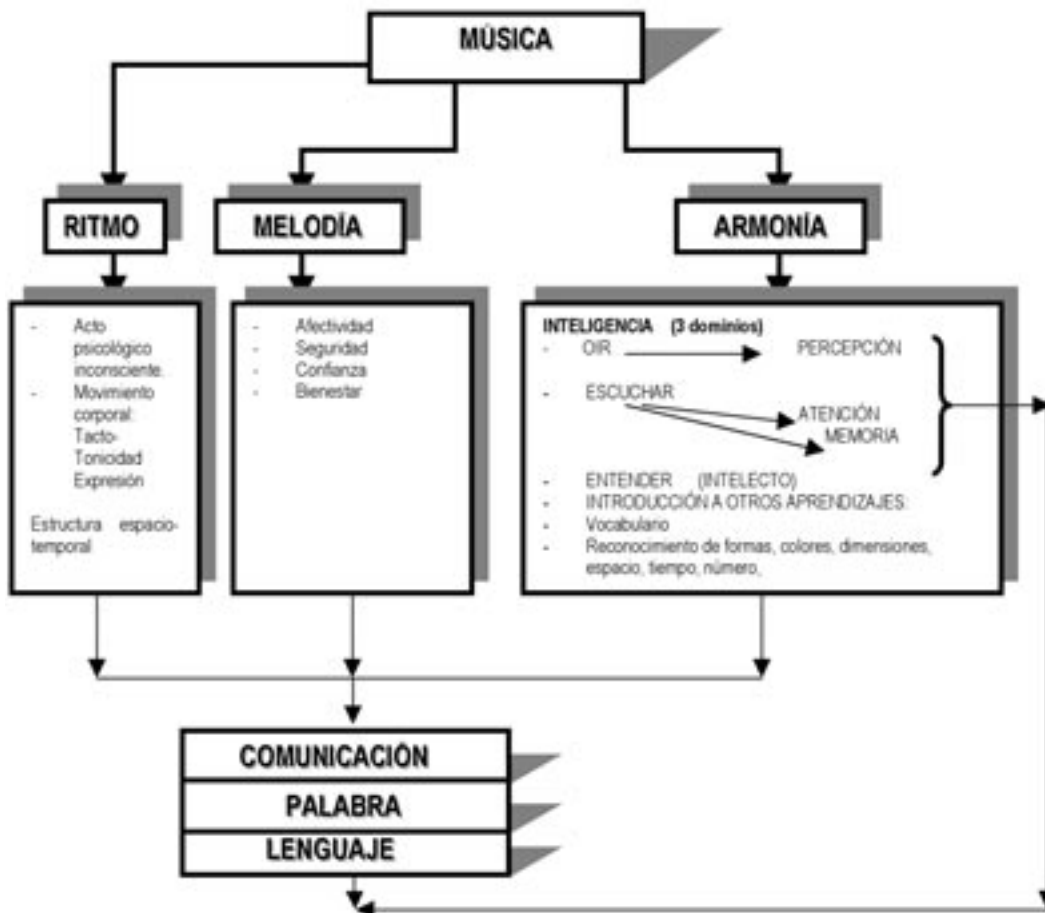 MÚSICA
RITMO
MELODÍA
ARMONÍA
- Acto
psicológico
inconsciente.
- Movimiento
corporal:
Tacto-
Tonicidad
Expresión
Estructura espacio-
temporal
- Afectividad
- Seguridad
- Confianza
- Bienestar
INTELIGENCIA (3 dominios)
- OIR PERCEPCIÓN
- ESCUCHAR
ATENCIÓN
MEMORIA
- ENTENDER (INTELECTO)
- INTRODUCCIÓN A OTROS APRENDIZAJES:
- Vocabulario
- Reconocimiento de formas, colores, dimensiones,
espacio, tiempo, número,
COMUNICACIÓN
PALABRA
LENGUAJE